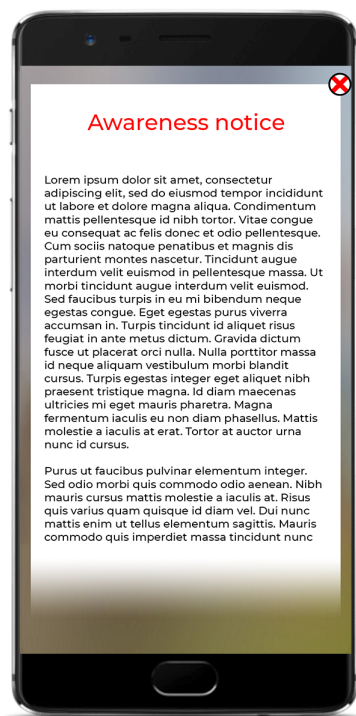 Awareness notice
Lorem ipsum dolor sit amet, consectetur
adipiscing elit, sed do eiusmod tempor incididunt
ut labore et dolore magna aliqua. Condimentum
mattis pellentesque id nibh tortor. Vitae congue
eu consequat ac felis donec et odio pellentesque.
Cum sociis natoque penatibus et magnis dis
parturient montes nascetur. Tincidunt augue
interdum velit euismod in pellentesque massa. Ut
morbi tincidunt augue interdum velit euismod.
Sed faucibus turpis in eu mi bibendum neque
egestas congue. Eget egestas purus viverra
accumsan in. Turpis tincidunt id aliquet risus
feugiat in ante metus dictum. Gravida dictum
fusce ut placerat orci nulla. Nulla porttitor massa
id neque aliquam vestibulum morbi blandit
cursus. Turpis egestas integer eget aliquet nibh
praesent tristique magna. Id diam maecenas
ultricies mi eget mauris pharetra. Magna
fermentum iaculis eu non diam phasellus. Mattis
molestie a iaculis at erat. Tortor at auctor urna
nunc id cursus.
Purus ut faucibus pulvinar elementum integer.
Sed odio morbi quis commodo odio aenean. Nibh
mauris cursus mattis molestie a iaculis at. Risus
quis varius quam quisque id diam vel. Dui nunc
mattis enim ut tellus elementum sagittis. Mauris
commodo quis imperdiet massa tincidunt nunc